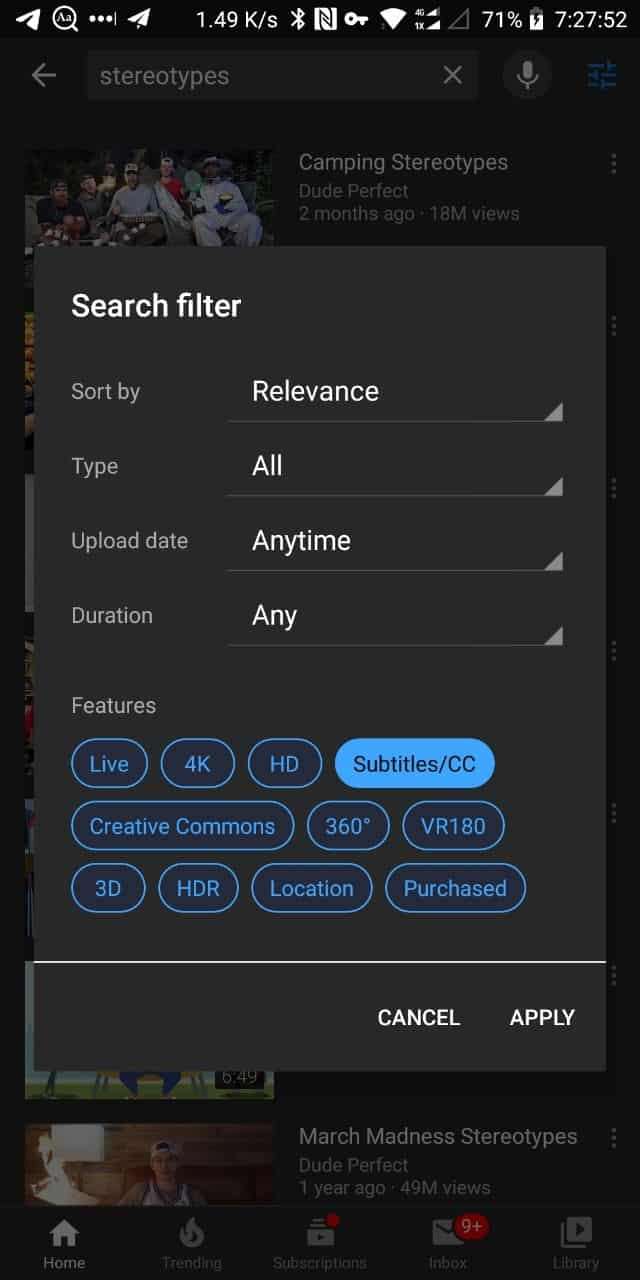 Aa 1.49 K/s 4G 1X 71% 7:27:52
stereotypes
Camping Stereotypes
Dude Perfect
2 months ago · 18M views
Search filter
Sort by Relevance
Type All
Upload date Anytime
Duration Any
Features
Live 4K HD Subtitles/CC
Creative Commons 360° VR180
3D HDR Location Purchased
CANCEL APPLY
6:49
March Madness Stereotypes
Dude Perfect
1 year ago · 49M views
9+
Home Trending Subscriptions Inbox Library